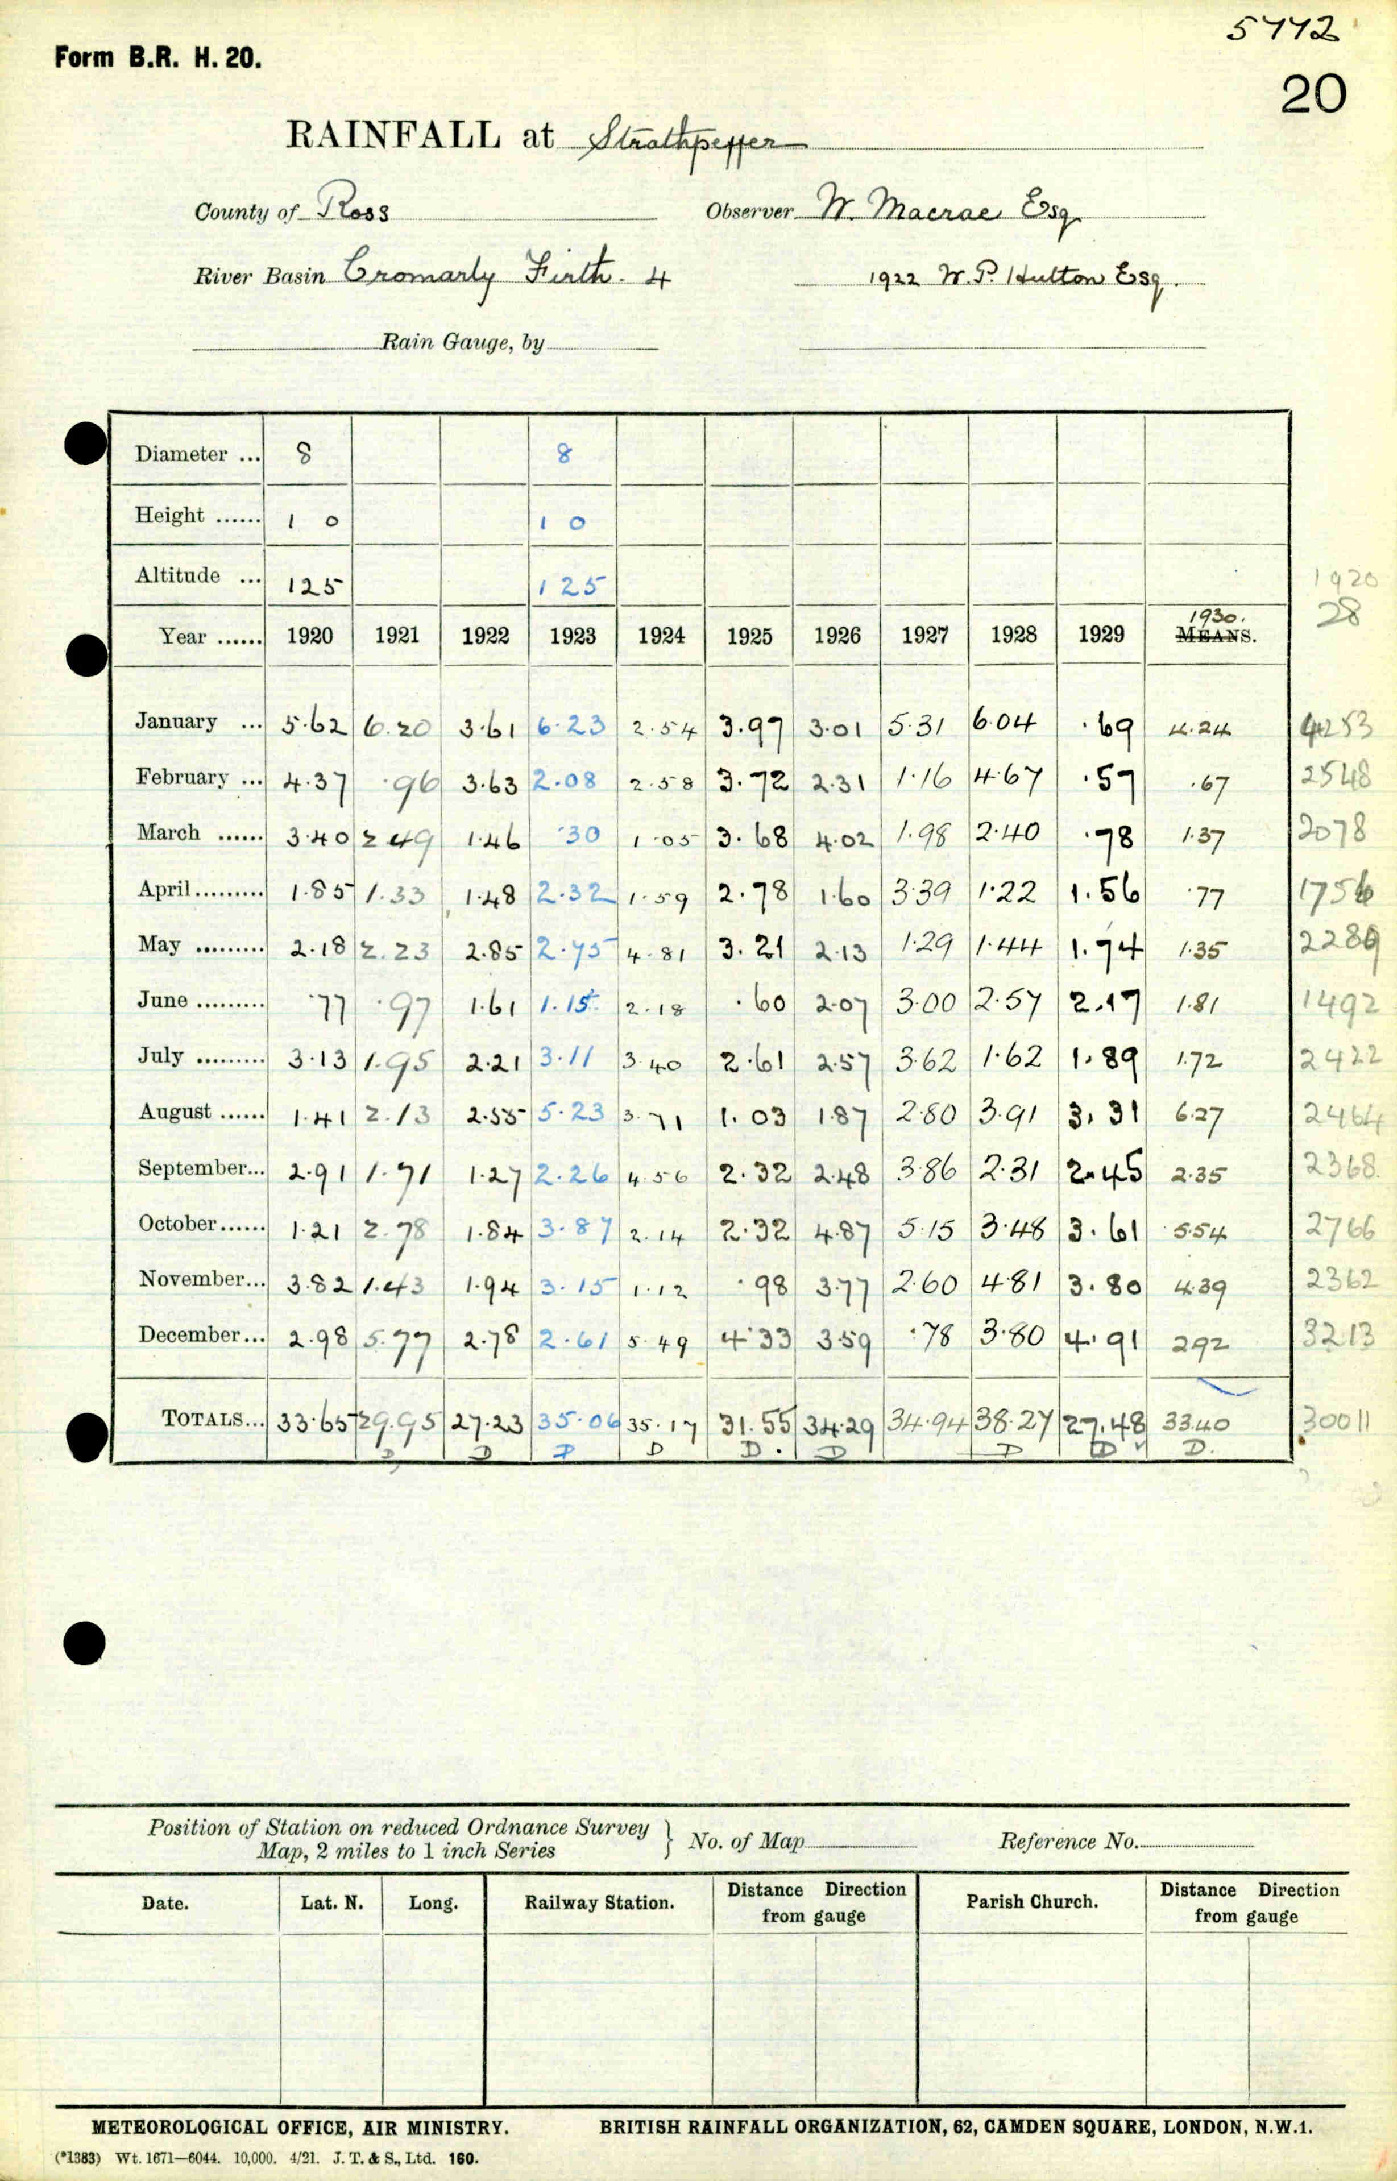 5772
Form B.R. H. 20.
20
RAINFALL at Strathpeffer
County of Ross Observer W. Macrae Esq
River Basin Cromarty Firth. 4 1922 W. P. Hutton Esq.
Rain Gauge, by
Diameter ... 8 8
Height ...... 1 0 1 0
Altitude ... 125 125
1920
28
1930.
Year ...... 1920 1921 1922 1923 1924 1925 1926 1927 1928 1929 MEANS.
January ... 5.62 6.20 3.61 6.23 2.54 3.97 3.01 5.31 6.04 .69 4.24 4253
February ... 4.37 .96 3.63 2.08 2.58 3.72 2.31 1.16 4.67 .57 .67 2548
March ...... 3.40 2.49 1.46 .30 1.05 3.68 4.02 1.98 2.40 .78 1.37 2078
April......... 1.85 1.33 1.48 2.32 1.59 2.78 1.60 3.39 1.22 1.56 .77 1756
May ......... 2.18 2.23 2.85 2.75 4.81 3.21 2.13 1.29 1.44 1.74 1.35 2289
June ......... .77 .97 1.61 1.15 2.18 .60 2.07 3.00 2.57 2.17 1.81 1492
July ......... 3.13 1.95 2.21 3.11 3.40 2.61 2.57 3.62 1.62 1.89 1.72 2422
August ...... 1.41 2.13 2.55 5.23 3.71 1.03 1.87 2.80 3.91 3.31 6.27 2464
September... 2.91 1.71 1.27 2.26 4.56 2.32 2.48 3.86 2.31 2.45 2.35 2368
October...... 1.21 2.78 1.84 3.87 2.14 2.32 4.87 5.15 3.48 3.61 5.54 2766
November... 3.82 1.43 1.94 3.15 1.12 .98 3.77 2.60 4.81 3.80 4.39 2362
December... 2.98 5.77 2.78 2.61 5.49 4.33 3.59 .78 3.80 4.91 2.92 3213
TOTALS... 33.65 29.95 27.23 35.06 35.17 31.55 34.29 34.94 38.27 27.48 33.40 30011
D D D D D. D D D D.
Position of Station on reduced Ordnance Survey
Map, 2 miles to 1 inch Series } No. of Map Reference No.
Date. Lat. N. Long. Railway Station. Distance Direction from gauge Parish Church. Distance Direction from gauge
METEOROLOGICAL OFFICE, AIR MINISTRY. BRITISH RAINFALL ORGANIZATION, 62, CAMDEN SQUARE, LONDON, N.W.1.
(*1383) Wt. 1671—6044. 10,000. 4/21. J. T. & S., Ltd. 160.